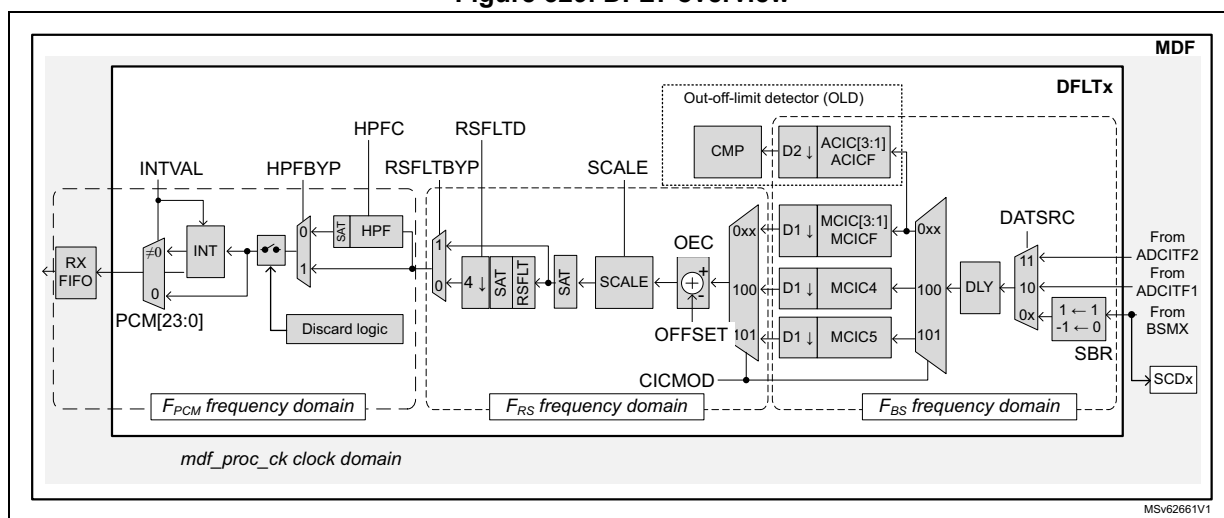 Figure 323. DFLT overview
MDF
DFLTx
Out-off-limit detector (OLD)
HPFC
RSFLTD
CMP
D2 ↓
ACIC[3:1]
ACICF
INTVAL
HPFBYP
RSFLTBYP
SCALE
DATSRC
0
SAT
HPF
1
D1 ↓
MCIC[3:1]
MCICF
0xx
0xx
OEC
From
ADCITF2
RX
FIFO
≠0
INT
1
0
4 ↓
SAT
RSFLT
SAT
SCALE
+
-
100
D1 ↓
MCIC4
100
DLY
11
10
0x
From
ADCITF1
0
PCM[23:0]
Discard logic
OFFSET
101
D1 ↓
MCIC5
101
1 ← 1
-1 ← 0
From
BSMX
SBR
CICMOD
SCDx
FPCM frequency domain
FRS frequency domain
FBS frequency domain
mdf_proc_ck clock domain
MSv62661V1